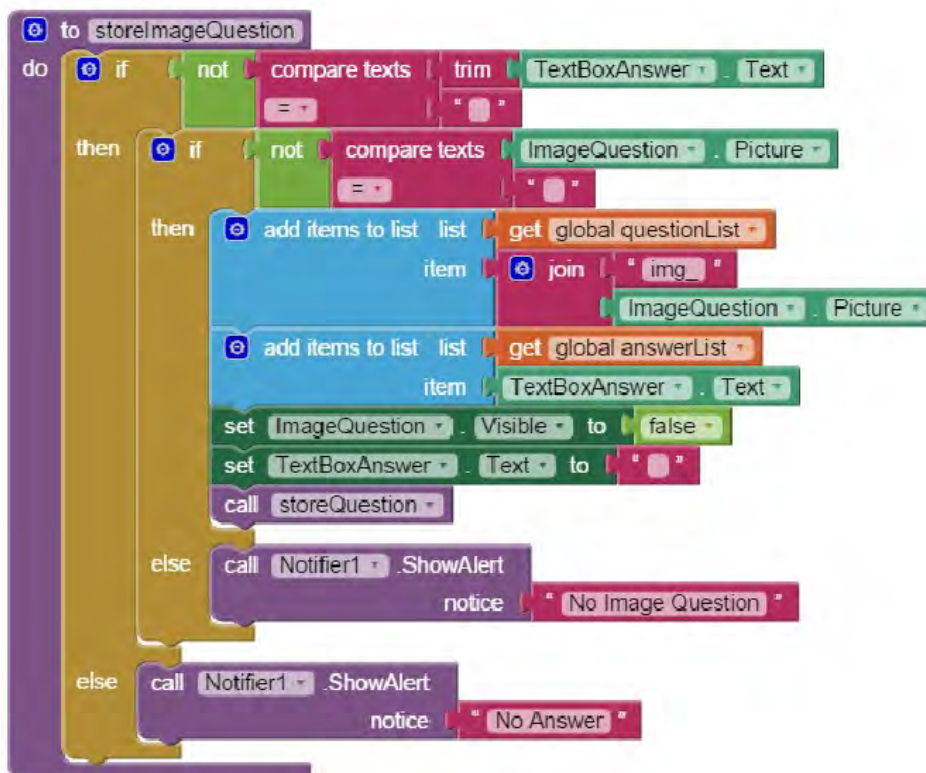 to storeImageQuestion
do if not compare texts trim TextBoxAnswer . Text
= " "
then if not compare texts ImageQuestion . Picture
= " "
then add items to list list get global questionList
item join " img_ "
ImageQuestion . Picture
add items to list list get global answerList
item TextBoxAnswer . Text
set ImageQuestion . Visible to false
set TextBoxAnswer . Text to " "
call storeQuestion
else call Notifier1 .ShowAlert
notice " No Image Question "
else call Notifier1 .ShowAlert
notice " No Answer "